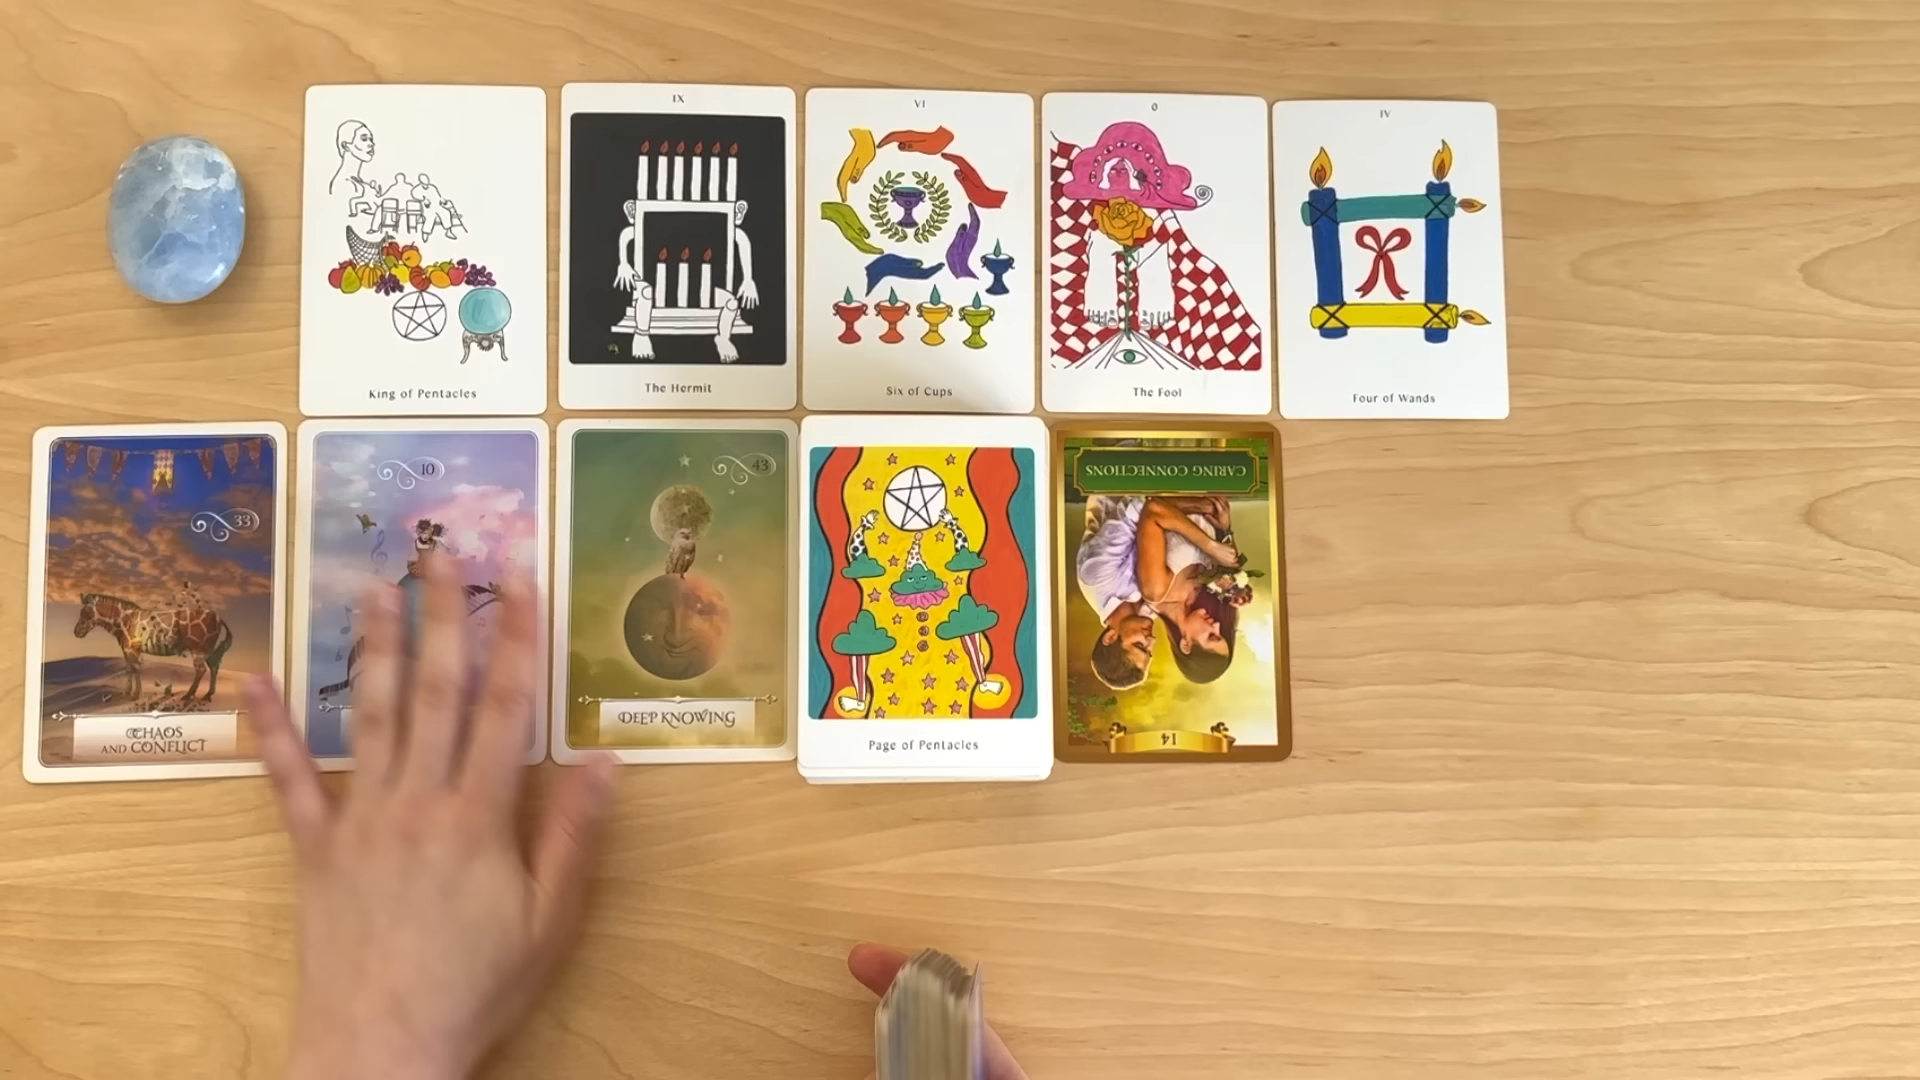 King of Pentacles
IX
The Hermit
VI
Six of Cups
0
The Fool
IV
Four of Wands
33
CHAOS
AND CONFLICT
10
43
DEEP KNOWING
Page of Pentacles
CARING CONNECTIONS
14